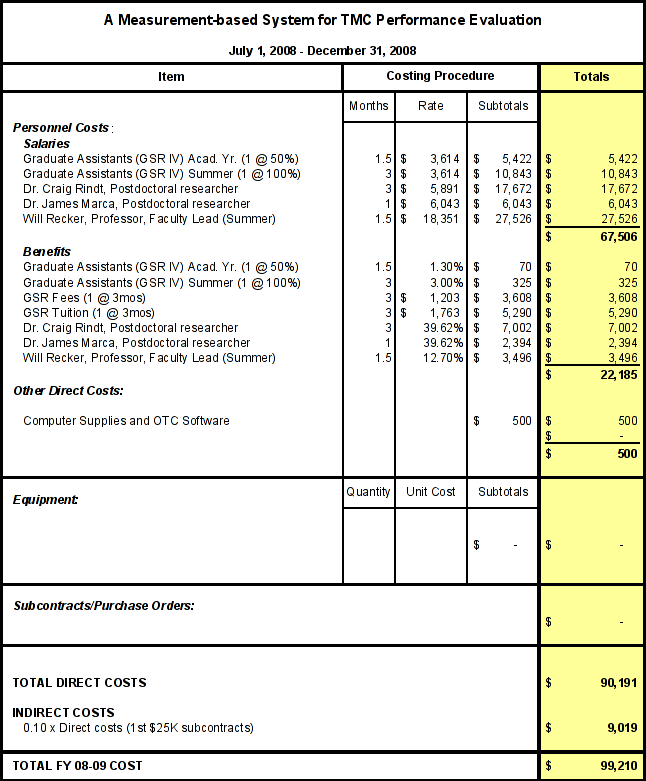 A Measurement-based System for TMC Performance Evaluation
July 1, 2008 - December 31, 2008
Item Costing Procedure Totals
Months Rate Subtotals
Personnel Costs:
Salaries
Graduate Assistants (GSR IV) Acad. Yr. (1 @ 50%) 1.5 $ 3,614 $ 5,422 $ 5,422
Graduate Assistants (GSR IV) Summer (1 @ 100%) 3 $ 3,614 $ 10,843 $ 10,843
Dr. Craig Rindt, Postdoctoral researcher 3 $ 5,891 $ 17,672 $ 17,672
Dr. James Marca, Postdoctoral researcher 1 $ 6,043 $ 6,043 $ 6,043
Will Recker, Professor, Faculty Lead (Summer) 1.5 $ 18,351 $ 27,526 $ 27,526
$ 67,506
Benefits
Graduate Assistants (GSR IV) Acad. Yr. (1 @ 50%) 1.5 1.30% $ 70 $ 70
Graduate Assistants (GSR IV) Summer (1 @ 100%) 3 3.00% $ 325 $ 325
GSR Fees (1 @ 3mos) 3 $ 1,203 $ 3,608 $ 3,608
GSR Tuition (1 @ 3mos) 3 $ 1,763 $ 5,290 $ 5,290
Dr. Craig Rindt, Postdoctoral researcher 3 39.62% $ 7,002 $ 7,002
Dr. James Marca, Postdoctoral researcher 1 39.62% $ 2,394 $ 2,394
Will Recker, Professor, Faculty Lead (Summer) 1.5 12.70% $ 3,496 $ 3,496
$ 22,185
Other Direct Costs:
Computer Supplies and OTC Software $ 500 $ 500
$ -
$ 500
Quantity Unit Cost Subtotals
Equipment:
$ - $ -
Subcontracts/Purchase Orders:
$ -
TOTAL DIRECT COSTS $ 90,191
INDIRECT COSTS
0.10 x Direct costs (1st $25K subcontracts) $ 9,019
TOTAL FY 08-09 COST $ 99,210